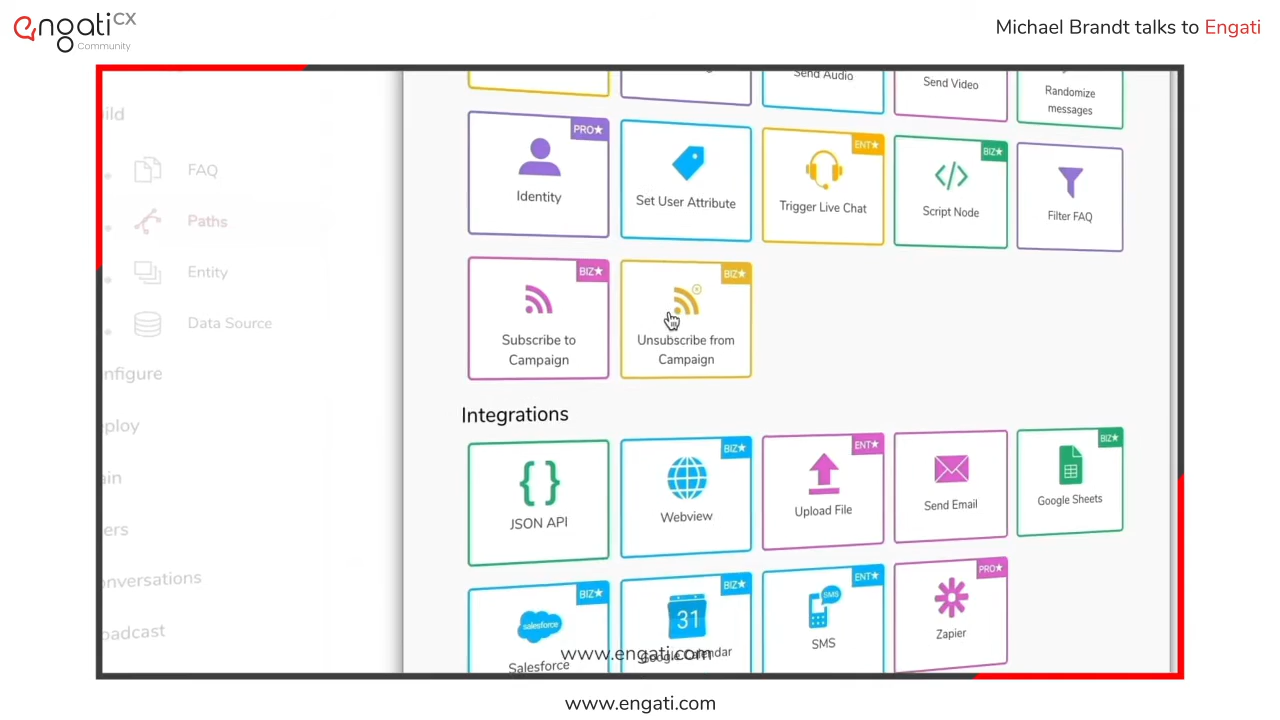 engati CX
Community
Michael Brandt talks to Engati
Send Audio
Send Video
Randomize
messages
FAQ
Paths
Entity
Data Source
PRO★
Identity
Set User Attribute
ENT★
Trigger Live Chat
BIZ★
Script Node
Filter FAQ
BIZ★
Subscribe to
Campaign
BIZ★
Unsubscribe from
Campaign
Integrations
JSON API
BIZ★
Webview
ENT★
Upload File
Send Email
BIZ★
Google Sheets
BIZ★
salesforce
Salesforce
BIZ★
31
Google Calendar
ENT★
SMS
SMS
PRO★
Zapier
www.engati.com
www.engati.com